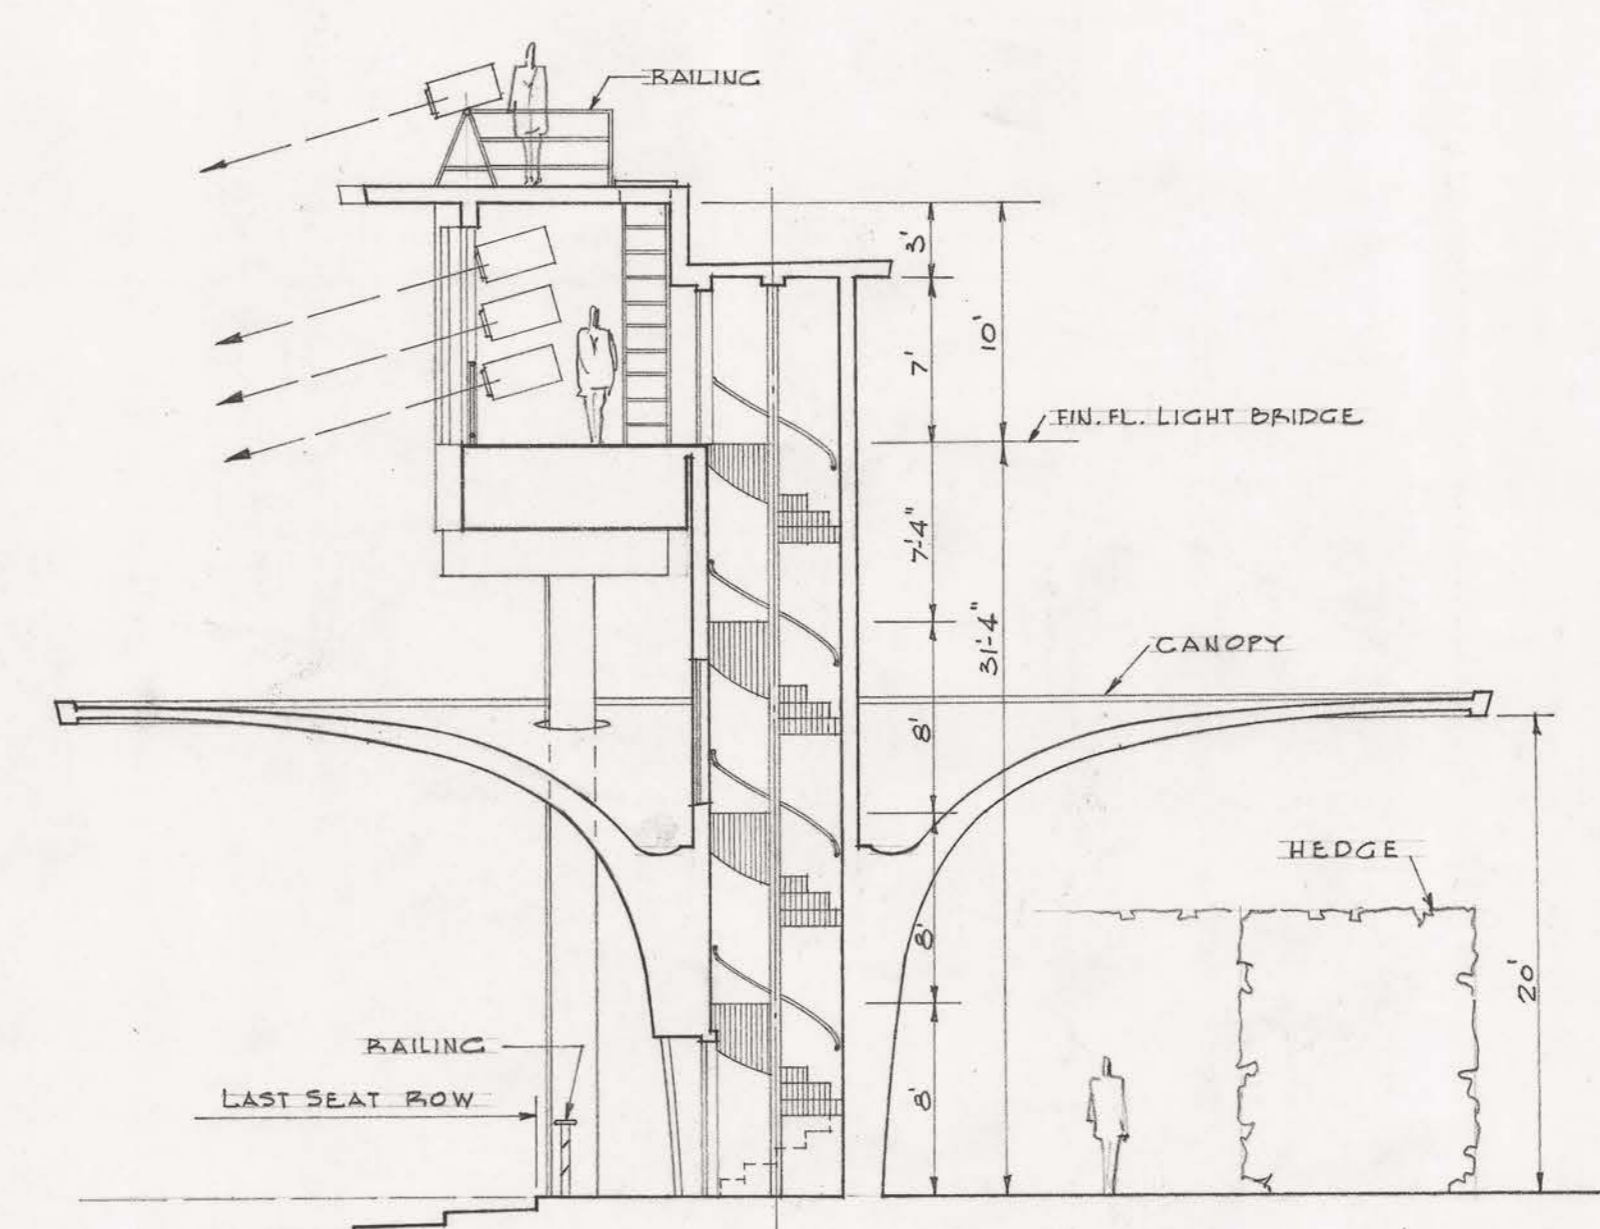 RAILING
3'
10'
7'
FIN. FL. LIGHT BRIDGE
7'-4"
31'-4"
CANOPY
8'
HEDGE
8'
20'
RAILING
LAST SEAT ROW
8'